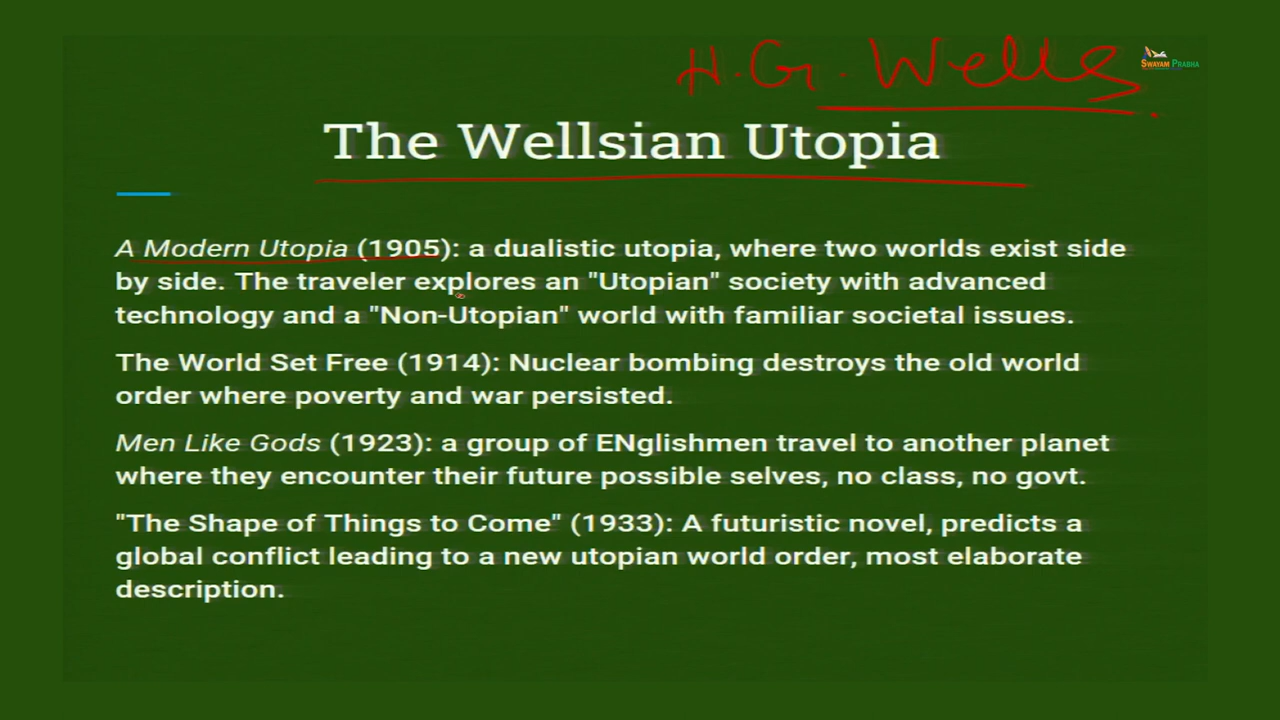 H.G. Wells
SWAYAM PRABHA
The Wellsian Utopia
A Modern Utopia (1905): a dualistic utopia, where two worlds exist side
by side. The traveler explores an "Utopian" society with advanced
technology and a "Non-Utopian" world with familiar societal issues.
The World Set Free (1914): Nuclear bombing destroys the old world
order where poverty and war persisted.
Men Like Gods (1923): a group of ENglishmen travel to another planet
where they encounter their future possible selves, no class, no govt.
"The Shape of Things to Come" (1933): A futuristic novel, predicts a
global conflict leading to a new utopian world order, most elaborate
description.